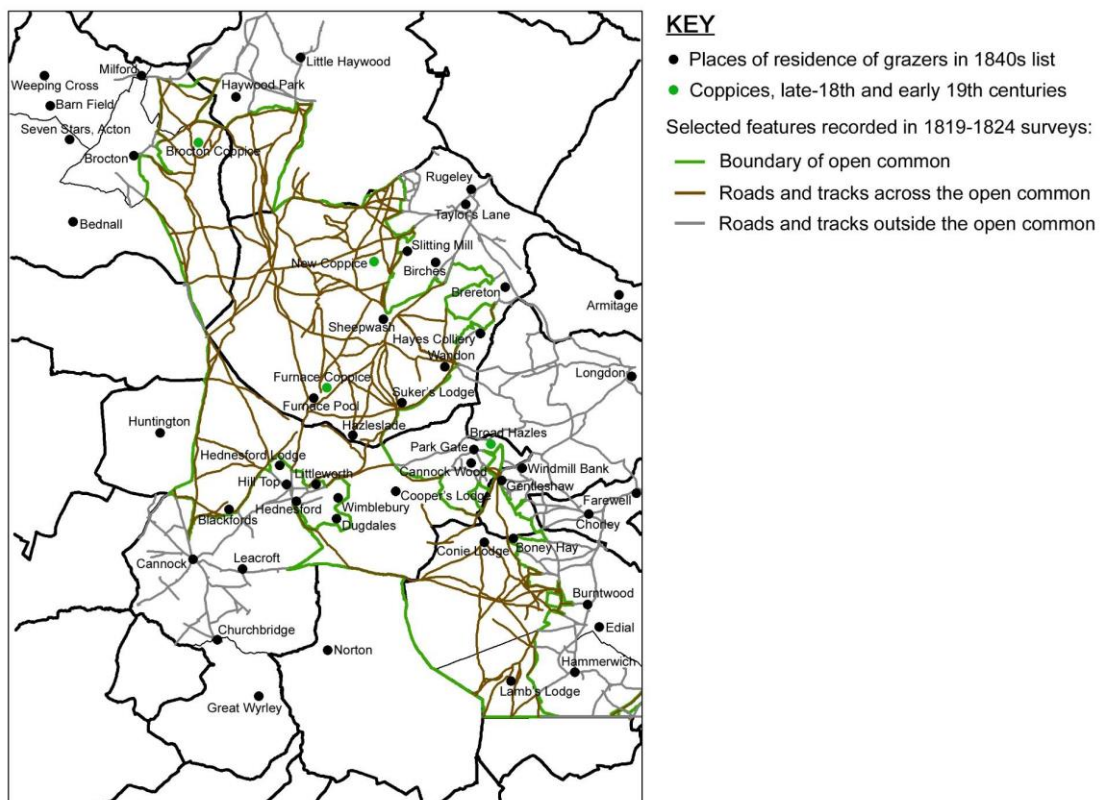 KEY
Places of residence of grazers in 1840s list
Coppices, late-18th and early 19th centuries
Selected features recorded in 1819-1824 surveys:
Boundary of open common
Roads and tracks across the open common
Roads and tracks outside the open common
Little Haywood
Milford
Weeping Cross
Haywood Park
Barn Field
Seven Stars, Acton
Brocton Coppice
Brocton
Rugeley
Taylor's Lane
Bednall
Slitting Mill
New Coppice
Birches
Brereton
Armitage
Sheepwash
Hayes Colliery
Wandon
Longdon
Furnace Coppice
Suker's Lodge
Furnace Pool
Huntington
Hazleslade
Broad Hazles
Park Gate
Hednesford Lodge
Cannock Wood
Windmill Bank
Littleworth
Hill Top
Gentleshaw
Cooper's Lodge
Farewell
Hednesford
Wimblebury
Blackfords
Dugdales
Chorley
Conie Lodge
Boney Hay
Cannock
Leacroft
Burntwood
Edial
Churchbridge
Norton
Hammerwich
Lamb's Lodge
Great Wyrley